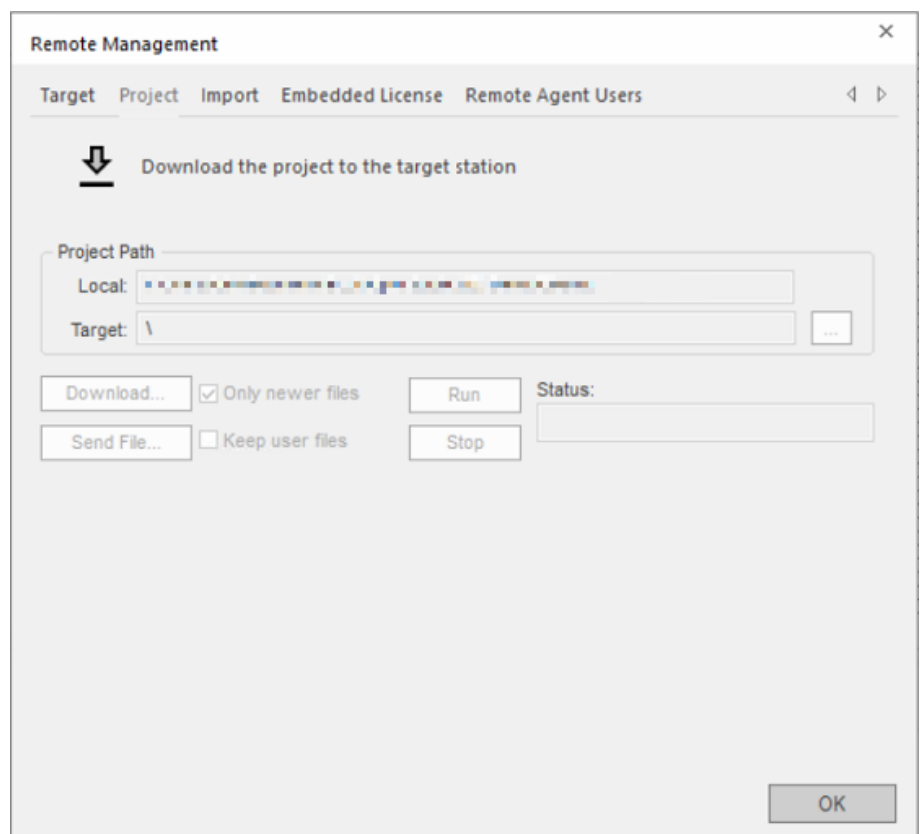 Remote Management
Target Project Import Embedded License Remote Agent Users
Download the project to the target station
Project Path
Local:
Target: \
...
Download... Only newer files Run Status:
Send File... Keep user files Stop
OK